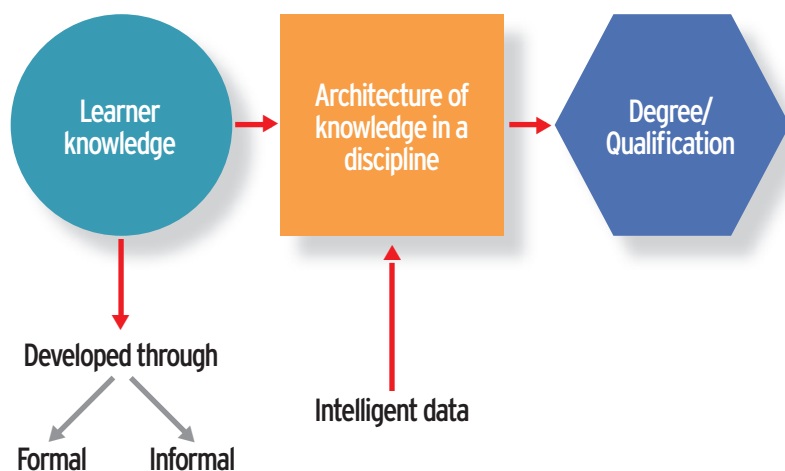 Learner
knowledge
Architecture of
knowledge in a
discipline
Degree/
Qualification
Developed through
Formal
Informal
Intelligent data